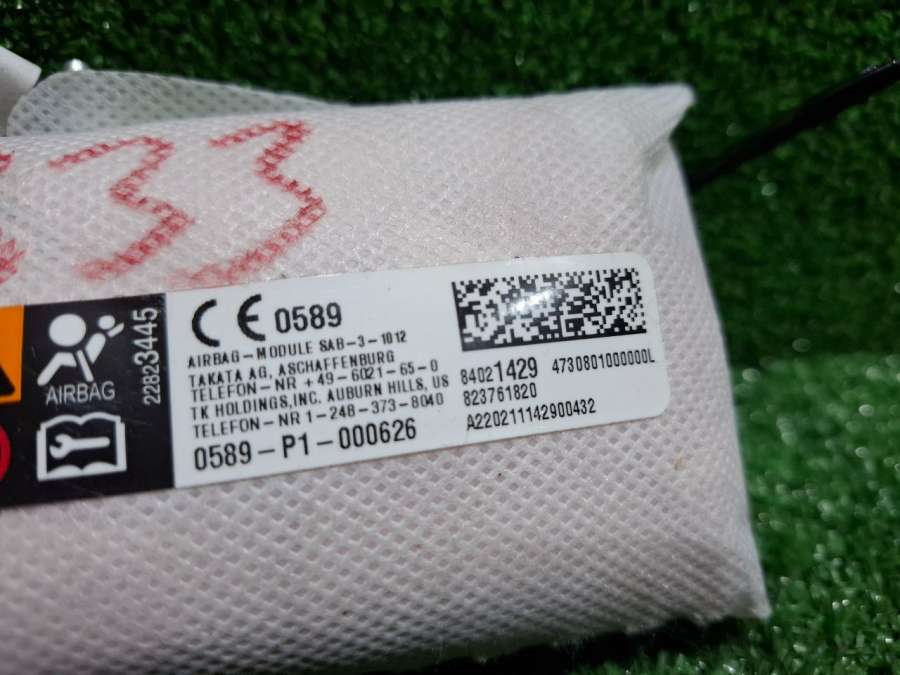 33
AIRBAG
22823445
CE 0589
AIRBAG-MODULE SAB-3-1012
TAKATA AG, ASCHAFFENBURG
TELEFON-NR +49-6021-65-0
TK HOLDINGS,INC. AUBURN HILLS, US
TELEFON-NR 1-248-373-8040
0589-P1-000626
84021429 4730801000000L
823761820
A220211142900432